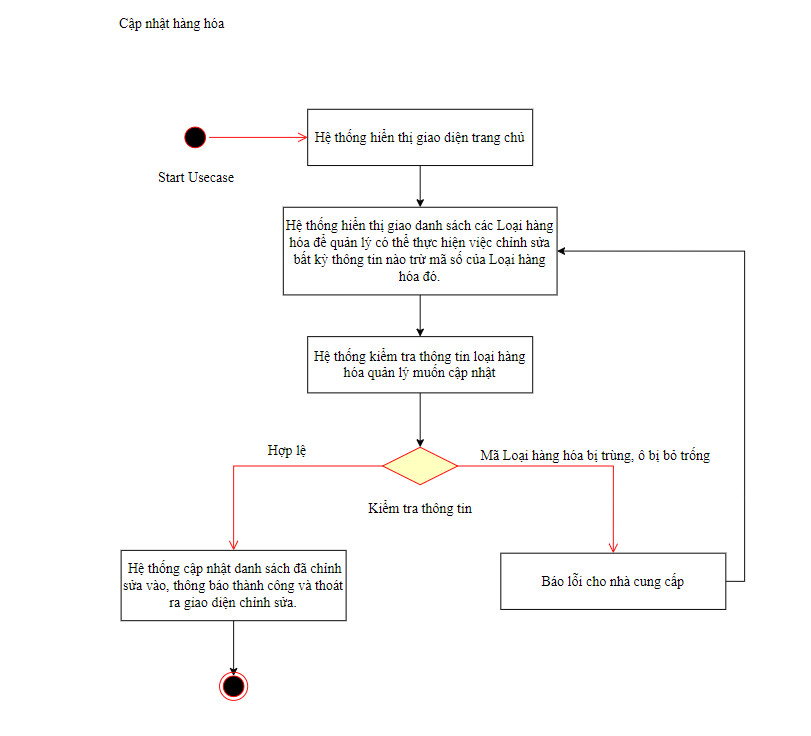 Cập nhật hàng hóa
Hệ thống hiển thị giao diện trang chủ
Start Usecase
Hệ thống hiển thị giao danh sách các Loại hàng
hóa để quản lý có thể thực hiện việc chỉnh sửa
bất kỳ thông tin nào trừ mã số của Loại hàng
hóa đó.
Hệ thống kiểm tra thông tin loại hàng
hóa quản lý muốn cập nhật
Hợp lệ
Mã Loại hàng hóa bị trùng, ô bị bỏ trống
Kiểm tra thông tin
Hệ thống cập nhật danh sách đã chỉnh
sửa vào, thông báo thành công và thoát
ra giao diện chỉnh sửa.
Báo lỗi cho nhà cung cấp